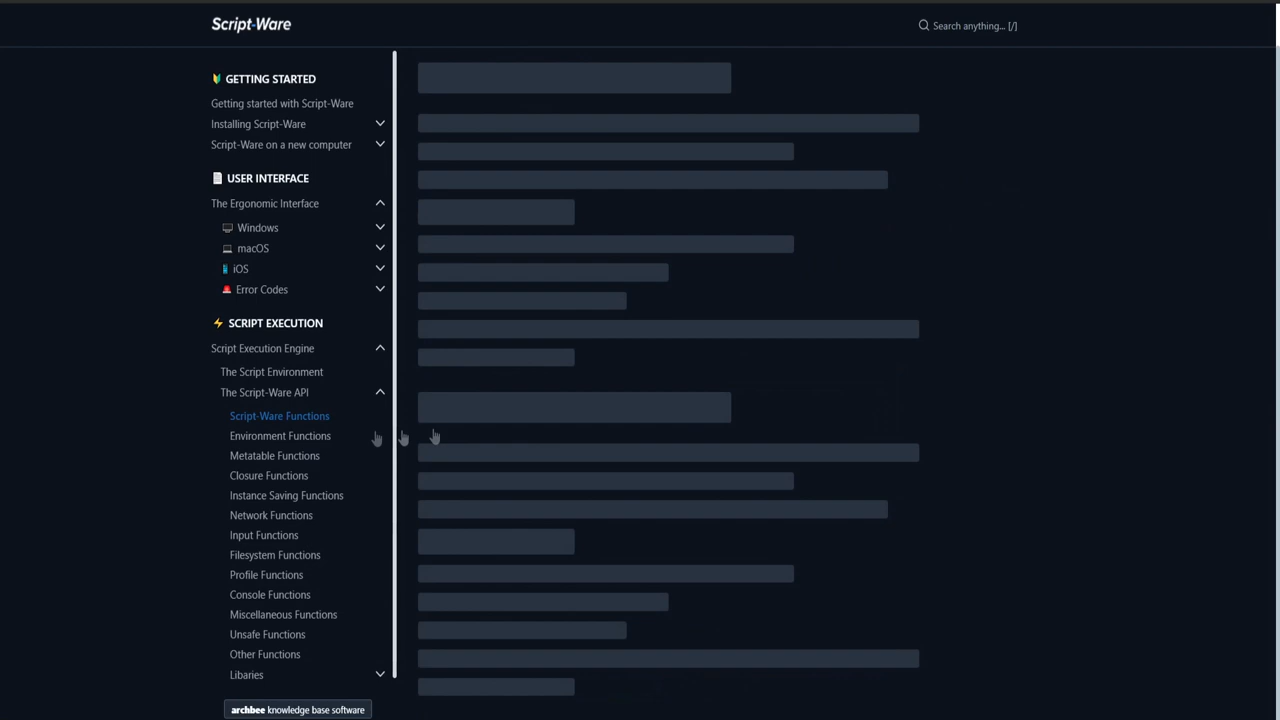 Script-Ware
Search anything... [/]
GETTING STARTED
Getting started with Script-Ware
Installing Script-Ware
Script-Ware on a new computer
USER INTERFACE
The Ergonomic Interface
Windows
macOS
iOS
Error Codes
SCRIPT EXECUTION
Script Execution Engine
The Script Environment
The Script-Ware API
Script-Ware Functions
Environment Functions
Metatable Functions
Closure Functions
Instance Saving Functions
Network Functions
Input Functions
Filesystem Functions
Profile Functions
Console Functions
Miscellaneous Functions
Unsafe Functions
Other Functions
Libaries
archbee knowledge base software